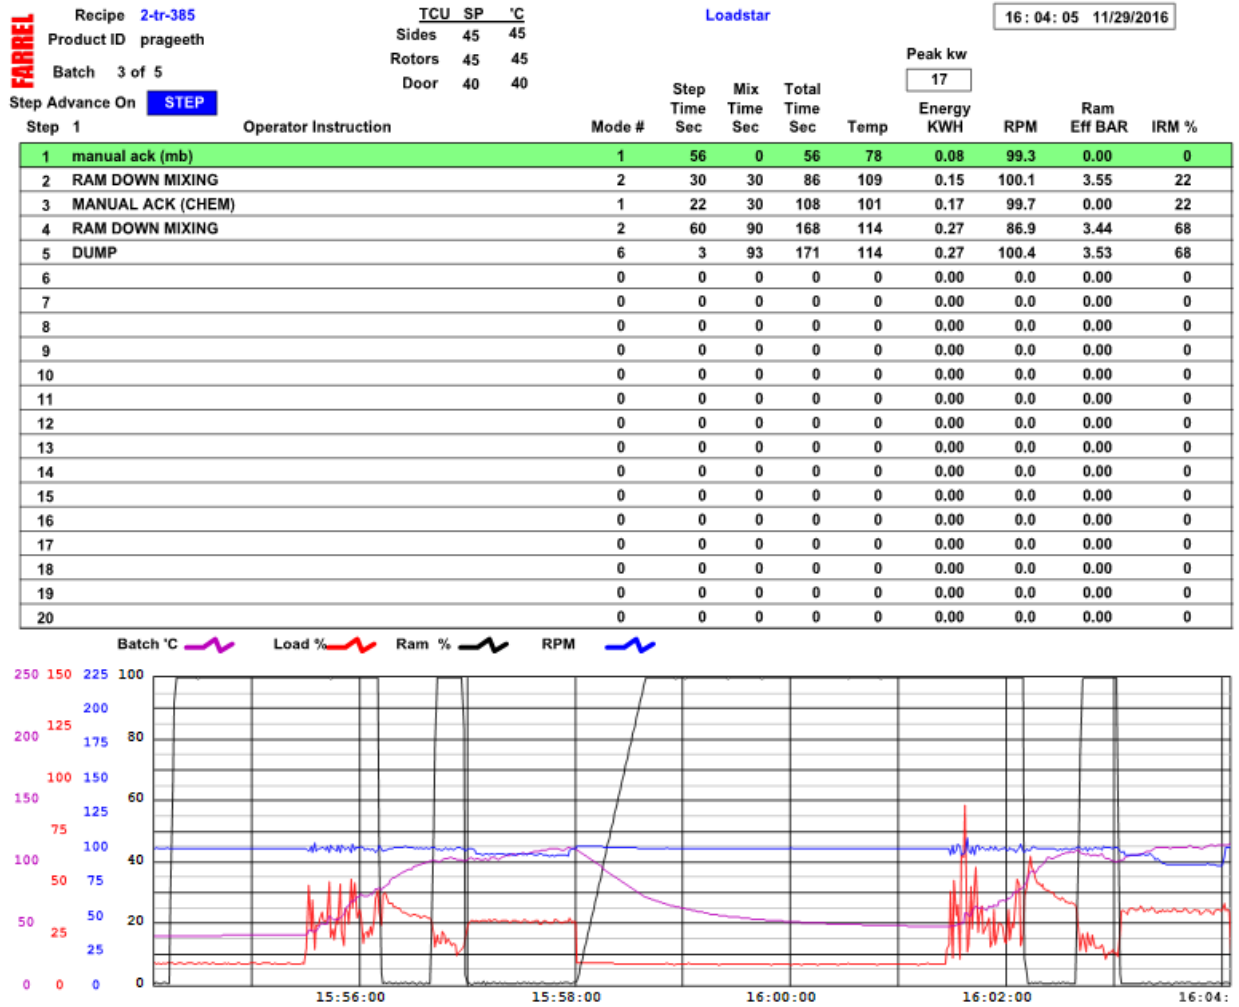 FARREL
Recipe 2-tr-385
Product ID prageeth
Batch 3 of 5
Step Advance On STEP
TCU SP 'C
Sides 45 45
Rotors 45 45
Door 40 40
Loadstar
16: 04: 05 11/29/2016
Peak kw
17
Step 1 Operator Instruction Mode # Step Time Sec Mix Time Sec Total Time Sec Temp Energy KWH RPM Ram Eff BAR IRM %
1 manual ack (mb) 1 56 0 56 78 0.08 99.3 0.00 0
2 RAM DOWN MIXING 2 30 30 86 109 0.15 100.1 3.55 22
3 MANUAL ACK (CHEM) 1 22 30 108 101 0.17 99.7 0.00 22
4 RAM DOWN MIXING 2 60 90 168 114 0.27 86.9 3.44 68
5 DUMP 6 3 93 171 114 0.27 100.4 3.53 68
6 0 0 0 0 0 0.00 0.0 0.00 0
7 0 0 0 0 0 0.00 0.0 0.00 0
8 0 0 0 0 0 0.00 0.0 0.00 0
9 0 0 0 0 0 0.00 0.0 0.00 0
10 0 0 0 0 0 0.00 0.0 0.00 0
11 0 0 0 0 0 0.00 0.0 0.00 0
12 0 0 0 0 0 0.00 0.0 0.00 0
13 0 0 0 0 0 0.00 0.0 0.00 0
14 0 0 0 0 0 0.00 0.0 0.00 0
15 0 0 0 0 0 0.00 0.0 0.00 0
16 0 0 0 0 0 0.00 0.0 0.00 0
17 0 0 0 0 0 0.00 0.0 0.00 0
18 0 0 0 0 0 0.00 0.0 0.00 0
19 0 0 0 0 0 0.00 0.0 0.00 0
20 0 0 0 0 0 0.00 0.0 0.00 0
Batch 'C Load % Ram % RPM
250 150 225 100
200
125
200 175 80
100 150
150 125 60
75
100 100 40
50 75
50 50 20
25 25
0 0 0 0
15:56:00 15:58:00 16:00:00 16:02:00 16:04: